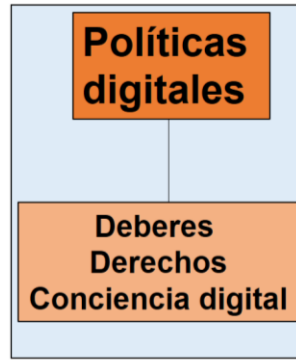 Políticas
digitales
Deberes
Derechos
Conciencia digital